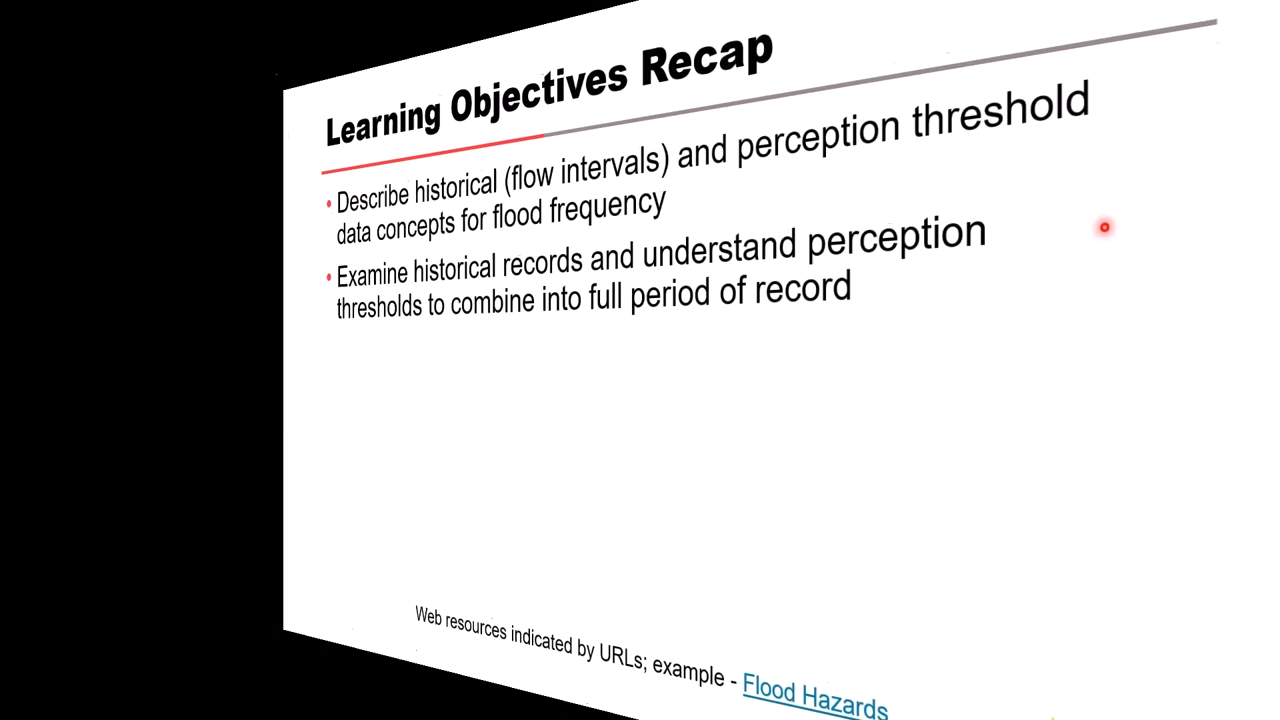 Learning Objectives Recap
• Describe historical (flow intervals) and perception threshold
data concepts for flood frequency
• Examine historical records and understand perception
thresholds to combine into full period of record
Web resources indicated by URLs; example - Flood Hazards